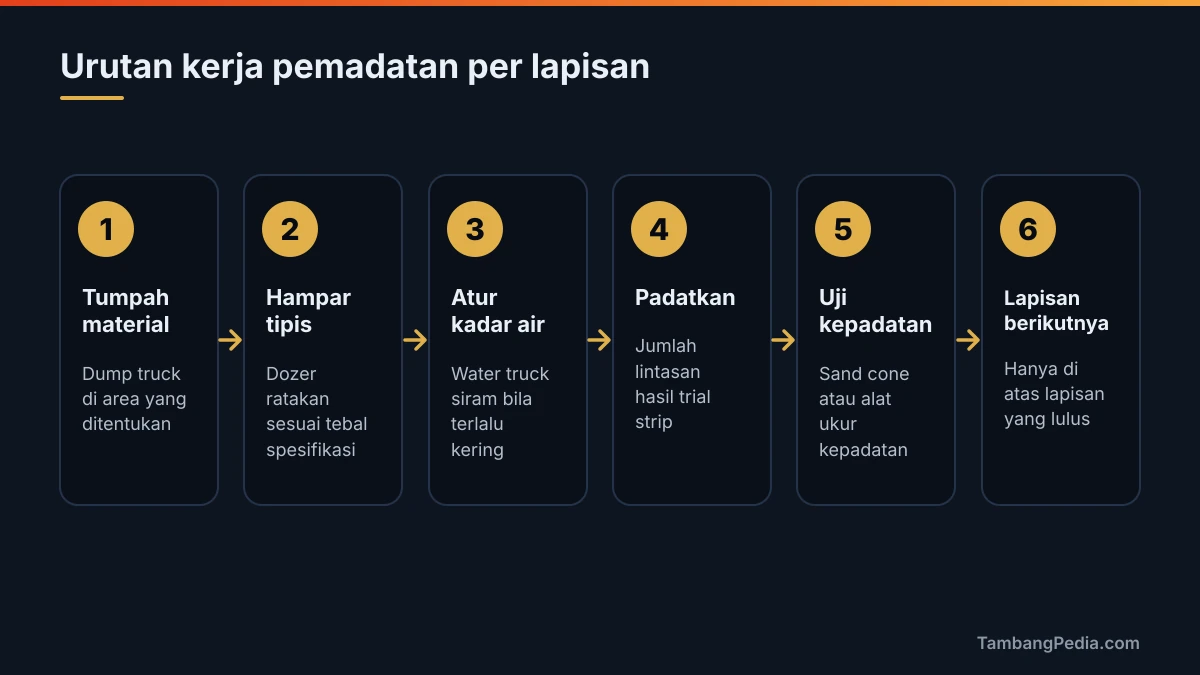 Urutan kerja pemadatan per lapisan
1
Tumpah
material
Dump truck
di area yang
ditentukan
2
Hampar
tipis
Dozer
ratakan
sesuai tebal
spesifikasi
3
Atur
kadar air
Water truck
siram bila
terlalu
kering
4
Padatkan
Jumlah
lintasan
hasil trial
strip
5
Uji
kepadatan
Sand cone
atau alat
ukur
kepadatan
6
Lapisan
berikutnya
Hanya di
atas lapisan
yang lulus
TambangPedia.com